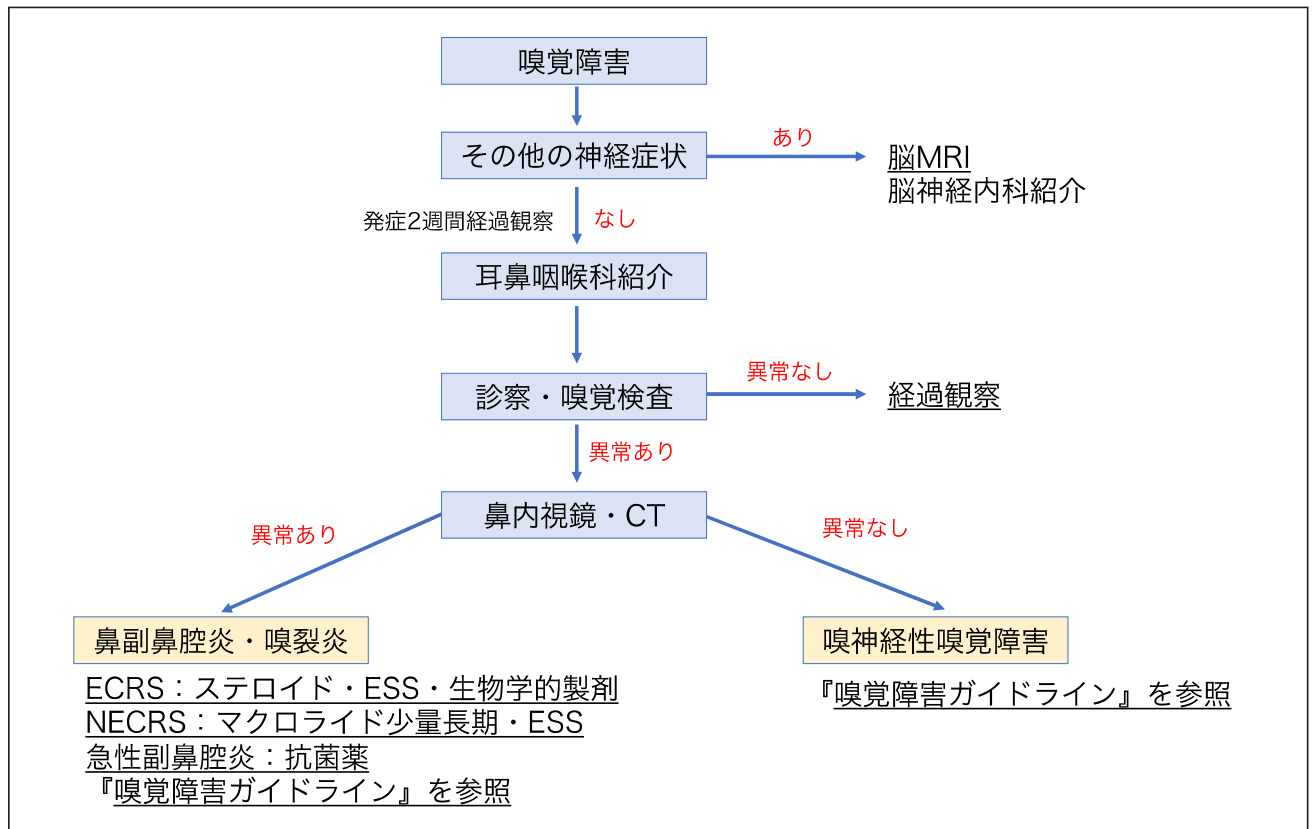 嗅覚障害
その他の神経症状
あり
脳MRI
脳神経内科紹介
発症2週間経過観察
なし
耳鼻咽喉科紹介
診察・嗅覚検査
異常なし
経過観察
異常あり
鼻内視鏡・CT
異常あり
異常なし
鼻副鼻腔炎・嗅裂炎
ECRS：ステロイド・ESS・生物学的製剤
NECRS：マクロライド少量長期・ESS
急性副鼻腔炎：抗菌薬
『嗅覚障害ガイドライン』を参照
嗅神経性嗅覚障害
『嗅覚障害ガイドライン』を参照